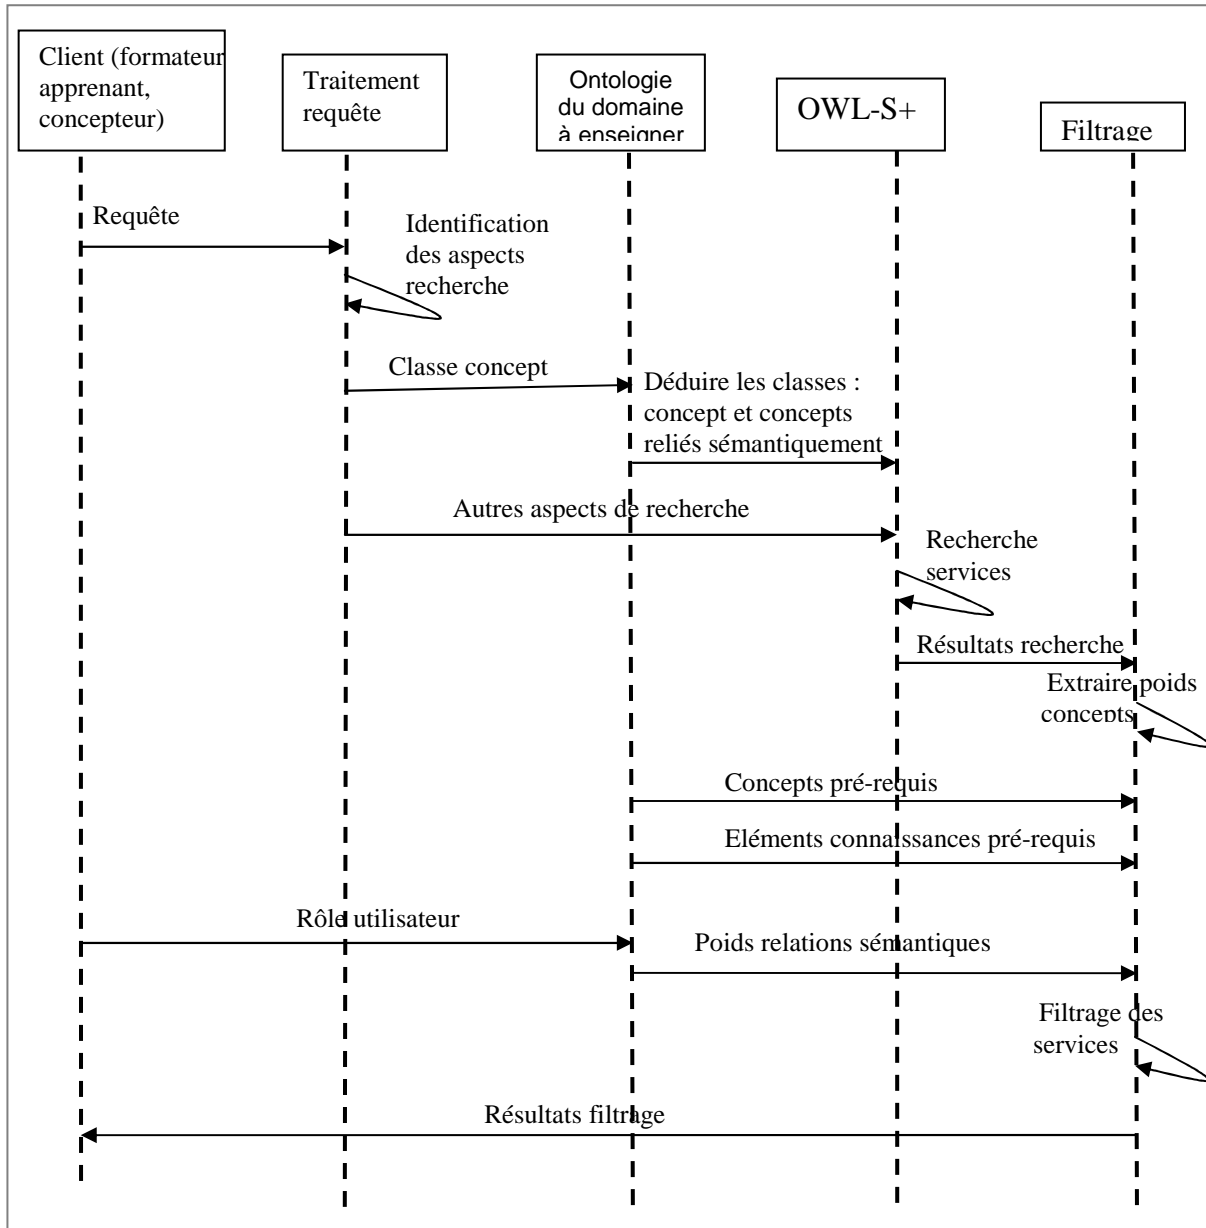 Client (formateur
apprenant,
concepteur)
Traitement
requête
Ontologie
du domaine
à enseigner
OWL-S+
Filtrage
Requête
Identification
des aspects
recherche
Classe concept
Déduire les classes :
concept et concepts
reliés sémantiquement
Autres aspects de recherche
Recherche
services
Résultats recherche
Extraire poids
concepts
Concepts pré-requis
Eléments connaissances pré-requis
Rôle utilisateur
Poids relations sémantiques
Filtrage des
services
Résultats filtrage